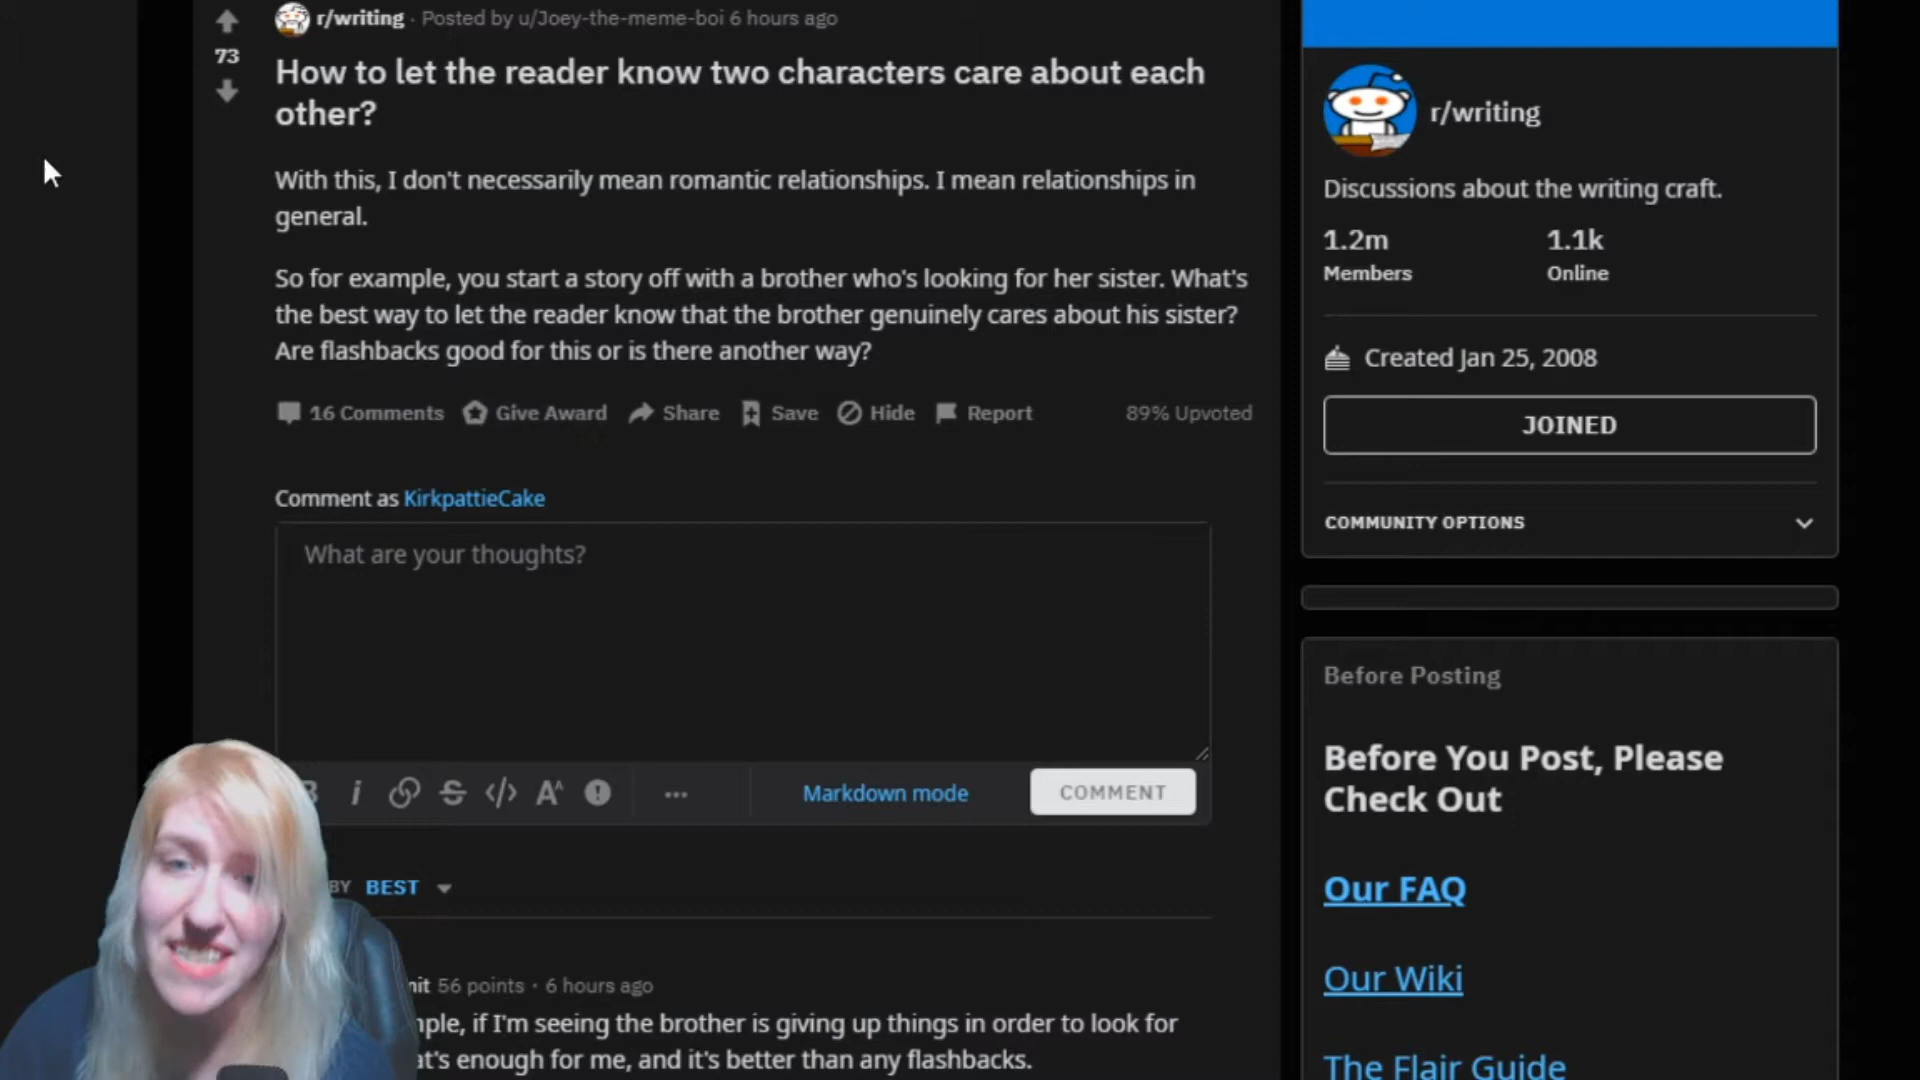 r/writing · Posted by u/Joey-the-meme-boi 6 hours ago
73
How to let the reader know two characters care about each
other?
With this, I don't necessarily mean romantic relationships. I mean relationships in
general.
So for example, you start a story off with a brother who's looking for her sister. What's
the best way to let the reader know that the brother genuinely cares about his sister?
Are flashbacks good for this or is there another way?
16 Comments Give Award Share Save Hide Report 89% Upvoted
Comment as KirkpattieCake
What are your thoughts?
B i S </> A ...
Markdown mode COMMENT
BY BEST
nit 56 points · 6 hours ago
mple, if I'm seeing the brother is giving up things in order to look for
at's enough for me, and it's better than any flashbacks.
r/writing
Discussions about the writing craft.
1.2m 1.1k
Members Online
Created Jan 25, 2008
JOINED
COMMUNITY OPTIONS
Before Posting
Before You Post, Please
Check Out
Our FAQ
Our Wiki
The Flair Guide